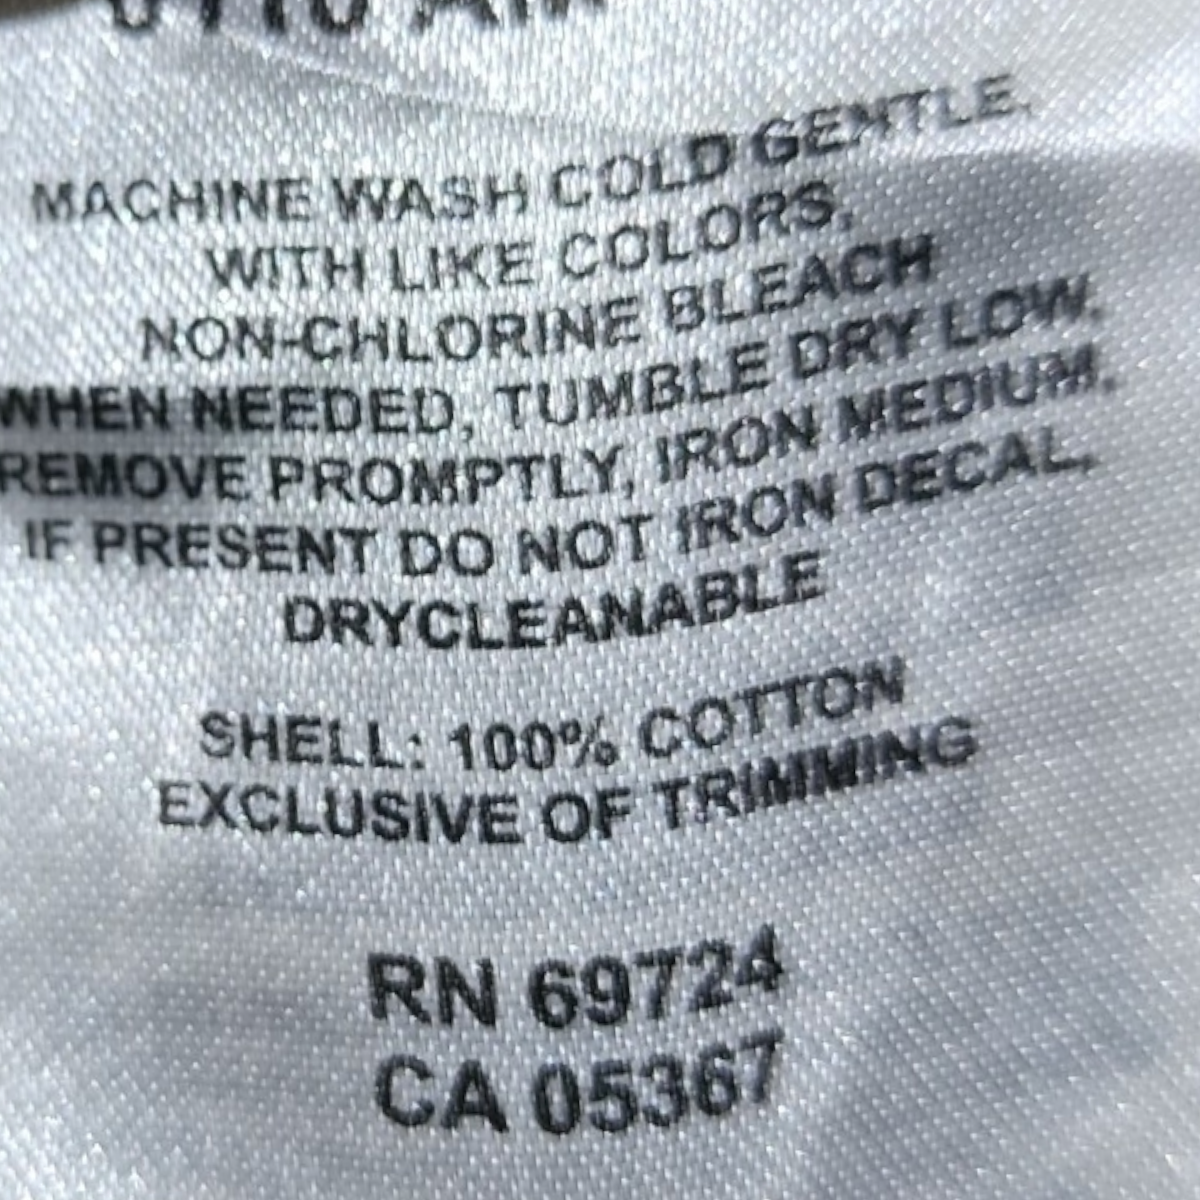 MACHINE WASH COLD GENTLE,
WITH LIKE COLORS,
NON-CHLORINE BLEACH
WHEN NEEDED, TUMBLE DRY LOW,
REMOVE PROMPTLY, IRON MEDIUM,
IF PRESENT DO NOT IRON DECAL,
DRYCLEANABLE
SHELL: 100% COTTON
EXCLUSIVE OF TRIMMING
RN 69724
CA 05367